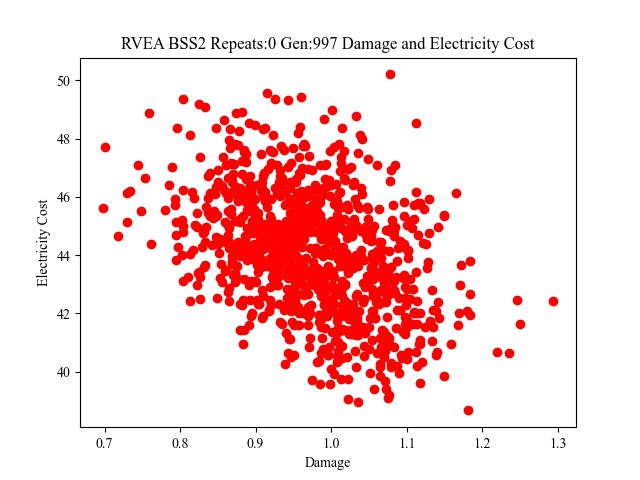 RVEA BSS2 Repeats:0 Gen:997 Damage and Electricity Cost
50
48
46
44
42
40
Electricity Cost
0.7 0.8 0.9 1.0 1.1 1.2 1.3
Damage